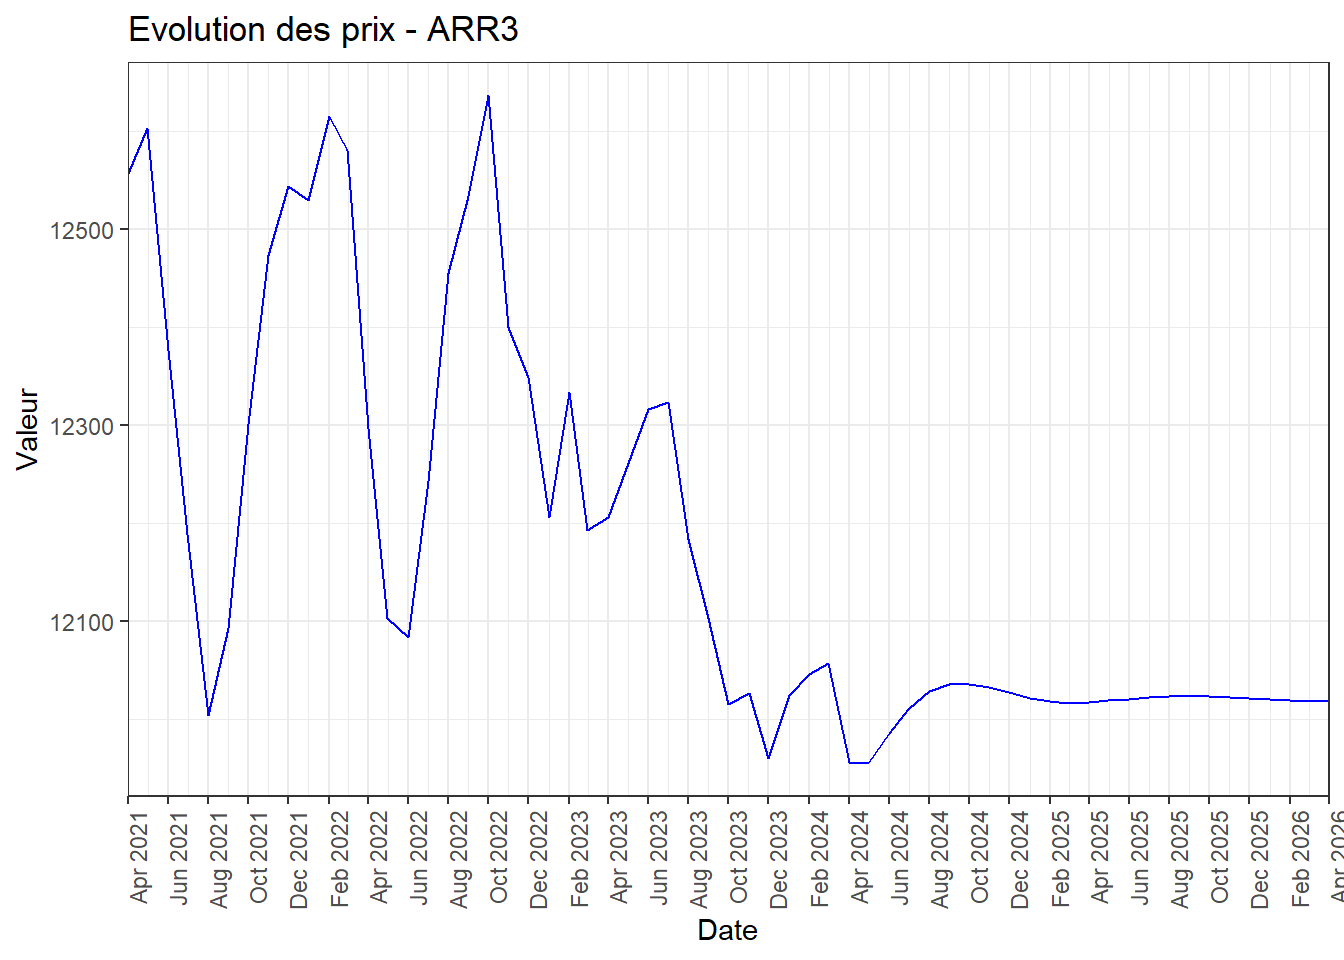 Evolution des prix - ARR3
Valeur
12500
12300
12100
Apr 2021
Jun 2021
Aug 2021
Oct 2021
Dec 2021
Feb 2022
Apr 2022
Jun 2022
Aug 2022
Oct 2022
Dec 2022
Feb 2023
Apr 2023
Jun 2023
Aug 2023
Oct 2023
Dec 2023
Feb 2024
Apr 2024
Jun 2024
Aug 2024
Oct 2024
Dec 2024
Feb 2025
Apr 2025
Jun 2025
Aug 2025
Oct 2025
Dec 2025
Feb 2026
Apr 2026
Date